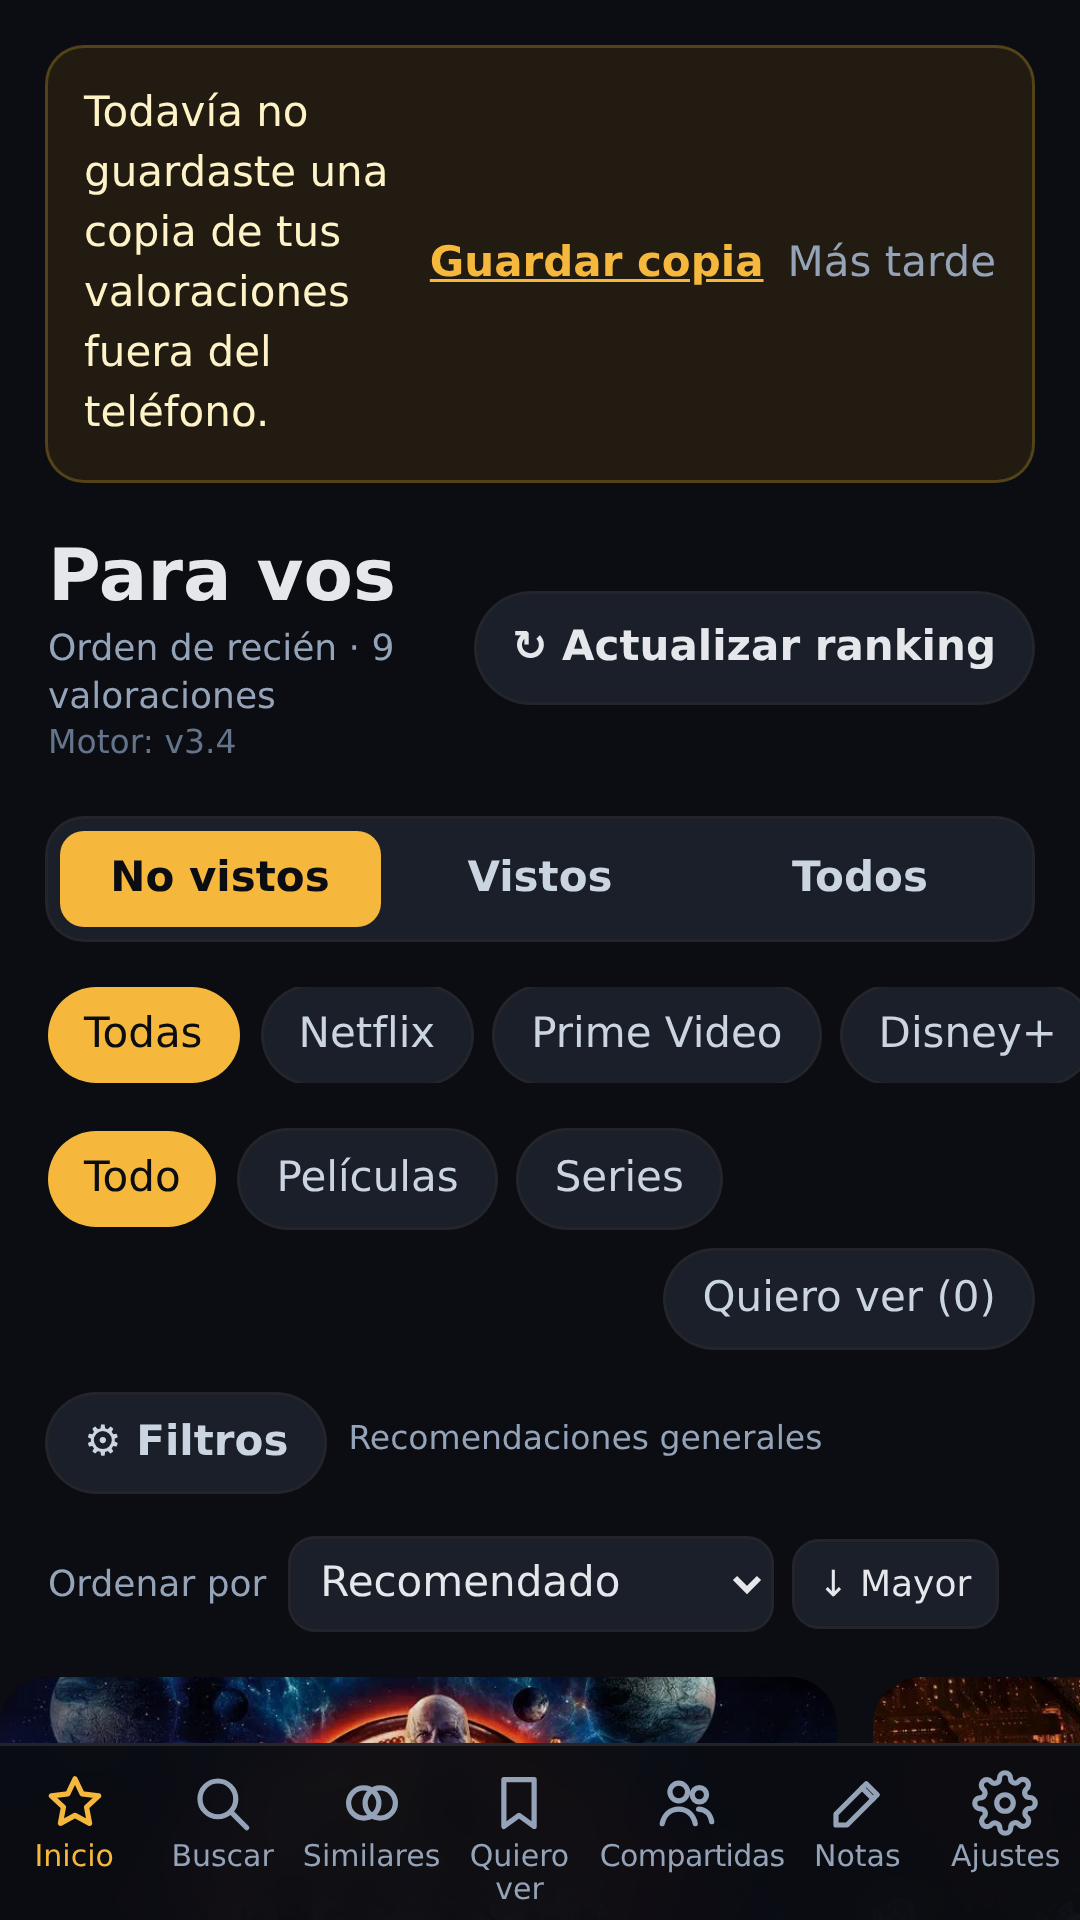 Todavía no
guardaste una
copia de tus
valoraciones
fuera del
teléfono.
Guardar copia Más tarde
Para vos
Orden de recién · 9
valoraciones
Motor: v3.4
↻ Actualizar ranking
No vistos Vistos Todos
Todas Netflix Prime Video Disney+
Todo Películas Series
Quiero ver (0)
⚙ Filtros Recomendaciones generales
Ordenar por Recomendado ↓ Mayor
Inicio Buscar Similares Quiero ver Compartidas Notas Ajustes